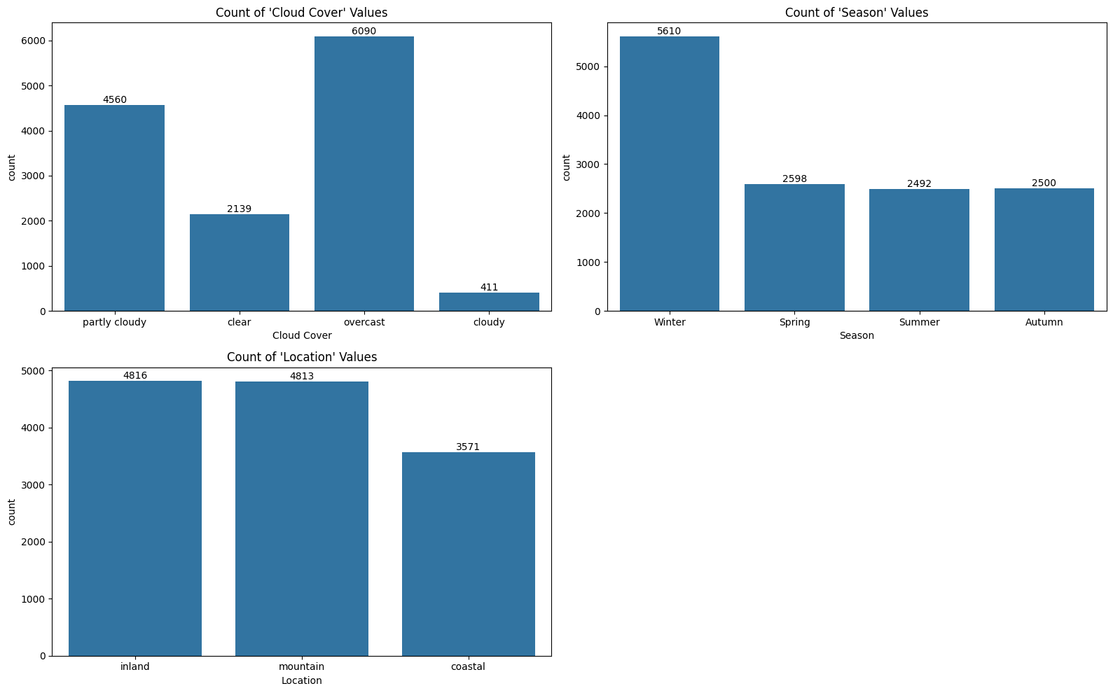 Count of 'Cloud Cover' Values
6090
6000
5000
4560
4000
3000
2139
2000
1000
411
0
count
partly cloudy clear overcast cloudy
Cloud Cover
Count of 'Season' Values
5610
5000
4000
3000
2598 2492 2500
2000
1000
0
count
Winter Spring Summer Autumn
Season
Count of 'Location' Values
5000
4816 4813
4000
3571
3000
2000
1000
0
count
inland mountain coastal
Location